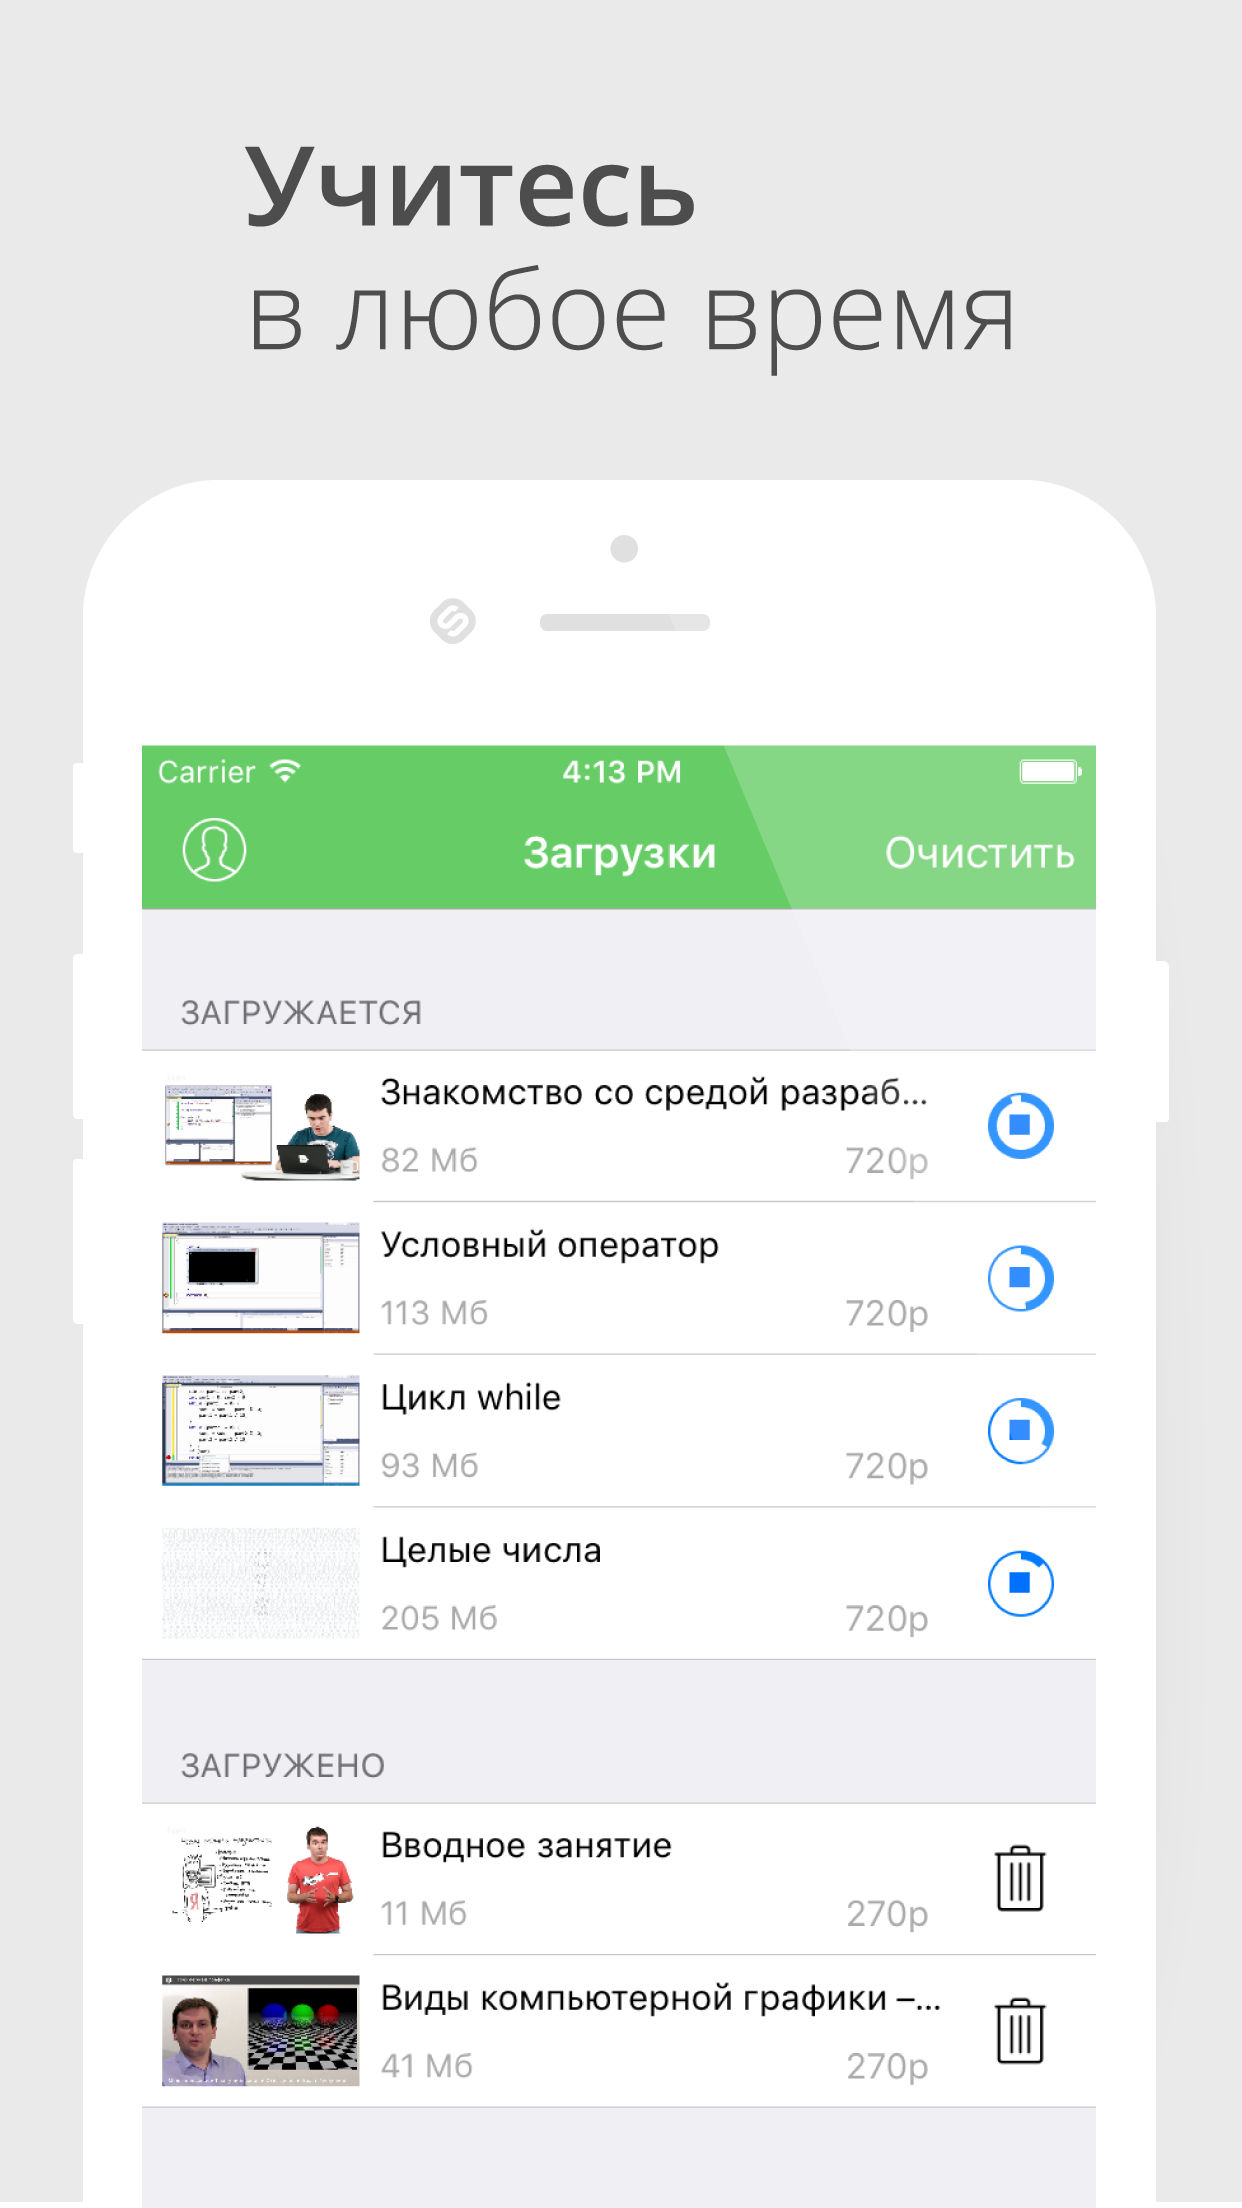 Учитесь
в любое время
Carrier
4:13 PM
Загрузки
Очистить
ЗАГРУЖАЕТСЯ
Знакомство со средой разраб...
82 Мб
720p
Условный оператор
113 Мб
720p
Цикл while
93 Мб
720p
Целые числа
205 Мб
720p
ЗАГРУЖЕНО
Вводное занятие
11 Мб
270p
Виды компьютерной графики –...
41 Мб
270p